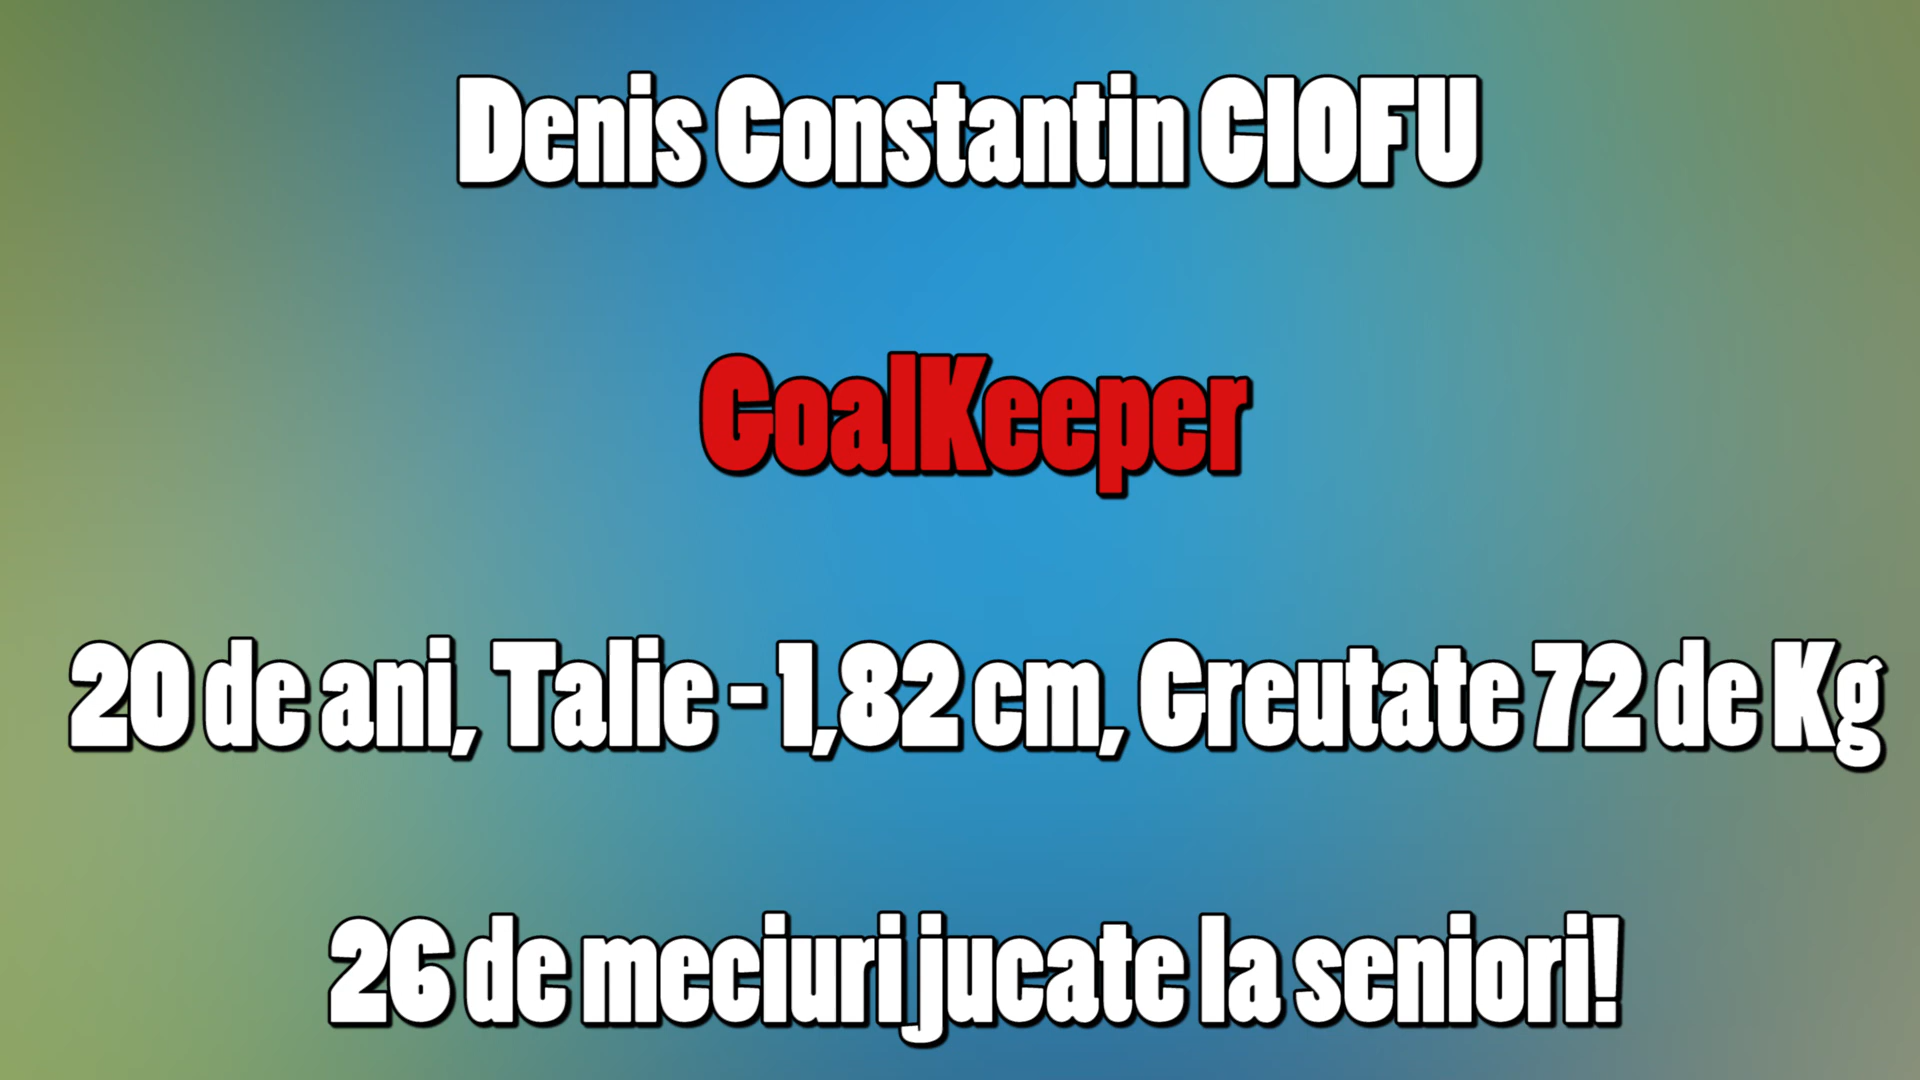 Denis Constantin CIOFU
GoalKeeper
20 de ani, Talie - 1,82 cm, Greutate 72 de Kg
26 de meciuri jucate la seniori!